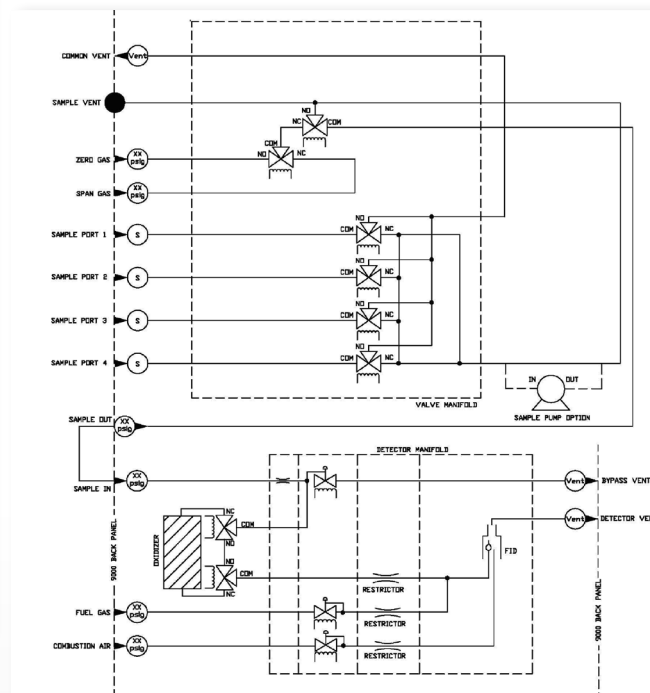 COMMON VENT
Vent
SAMPLE VENT
NO
NC
COM
COM
NO
NC
ZERO GAS
XX
psig
SPAN GAS
XX
psig
SAMPLE PORT 1
S
NO
COM
NC
SAMPLE PORT 2
S
NO
COM
NC
SAMPLE PORT 3
S
NO
COM
NC
SAMPLE PORT 4
S
NO
COM
NC
IN
OUT
VALVE MANIFOLD
SAMPLE PUMP OPTION
SAMPLE OUT
XX
psig
DETECTOR MANIFOLD
SAMPLE IN
XX
psig
Vent
BYPASS VENT
NC
COM
NO
Vent
DETECTOR VE
OXIDIZER
9000 BACK PANEL
FID
NO
COM
NC
RESTRICTOR
FUEL GAS
XX
psig
RESTRICTOR
COMBUSTION AIR
XX
psig
RESTRICTOR
9000 BACK PANEL